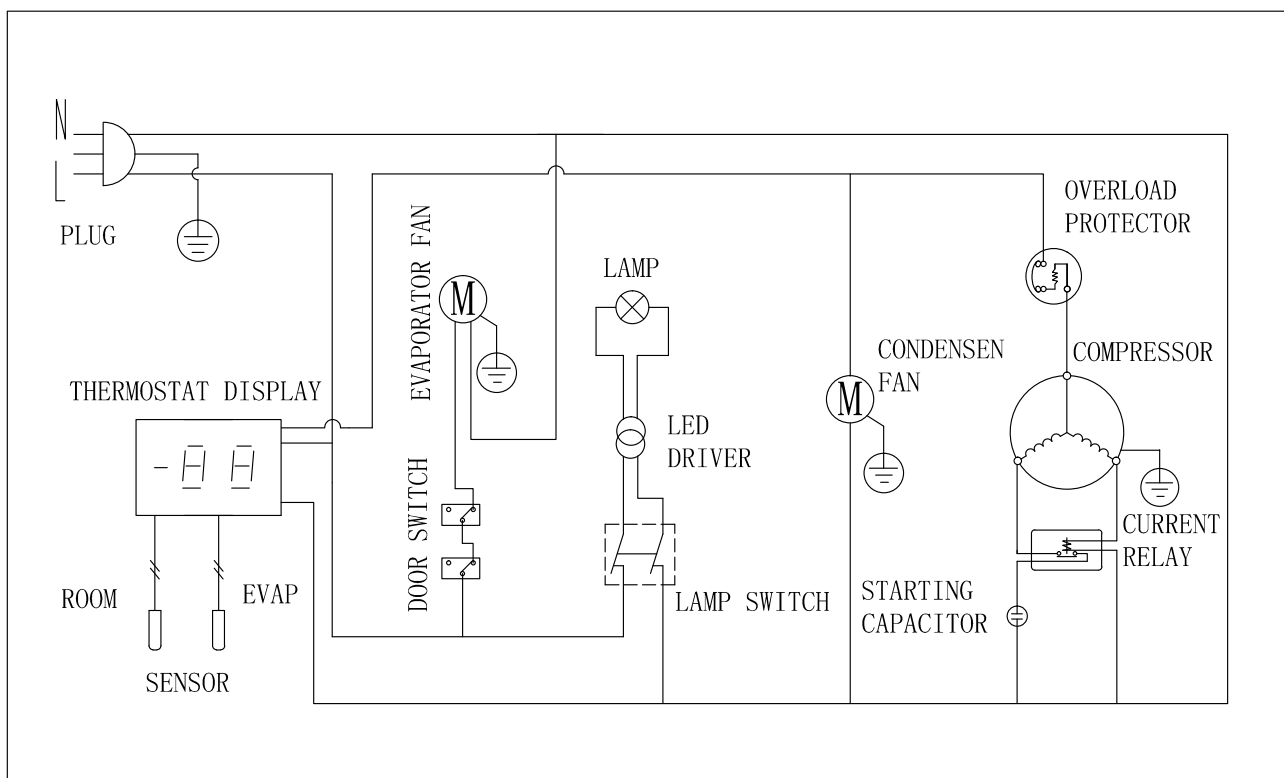 N
L
PLUG
EVAPORATOR FAN
M
LAMP
OVERLOAD
PROTECTOR
THERMOSTAT DISPLAY
-88
CONDENSEN
FAN
M
COMPRESSOR
LED
DRIVER
DOOR SWITCH
CURRENT
RELAY
ROOM
EVAP
SENSOR
LAMP SWITCH
STARTING
CAPACITOR